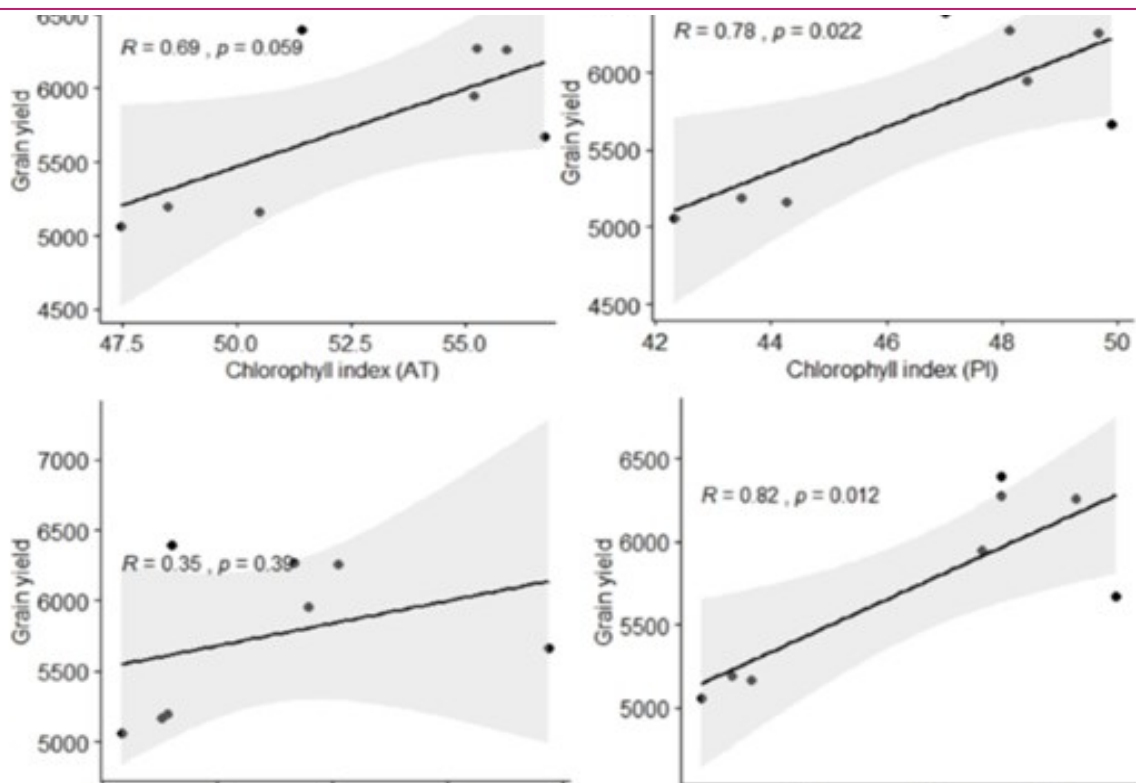 6500
R = 0.69 , p = 0.059
6000
5500
5000
4500
Grain yield
47.5 50.0 52.5 55.0
Chlorophyll index (AT)
R = 0.78 , p = 0.022
6000
5500
5000
4500
Grain yield
42 44 46 48 50
Chlorophyll index (PI)
7000
6500
R = 0.35 , p = 0.39
6000
5500
5000
Grain yield
6500
R = 0.82 , p = 0.012
6000
5500
5000
Grain yield